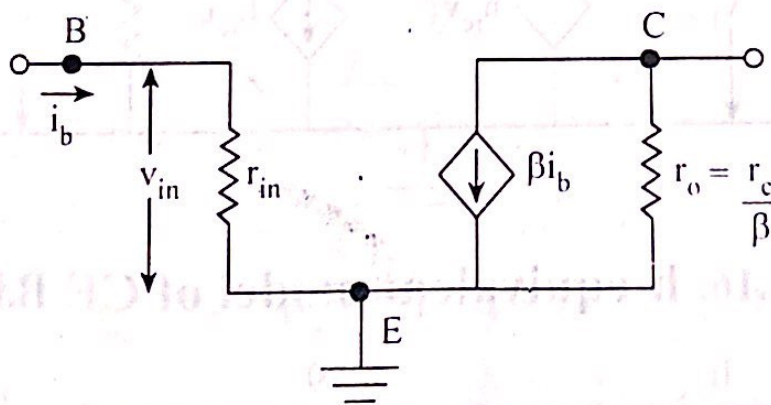 B
C
i_b
v_in
r_in
βi_b
r_o = r_c/β
E